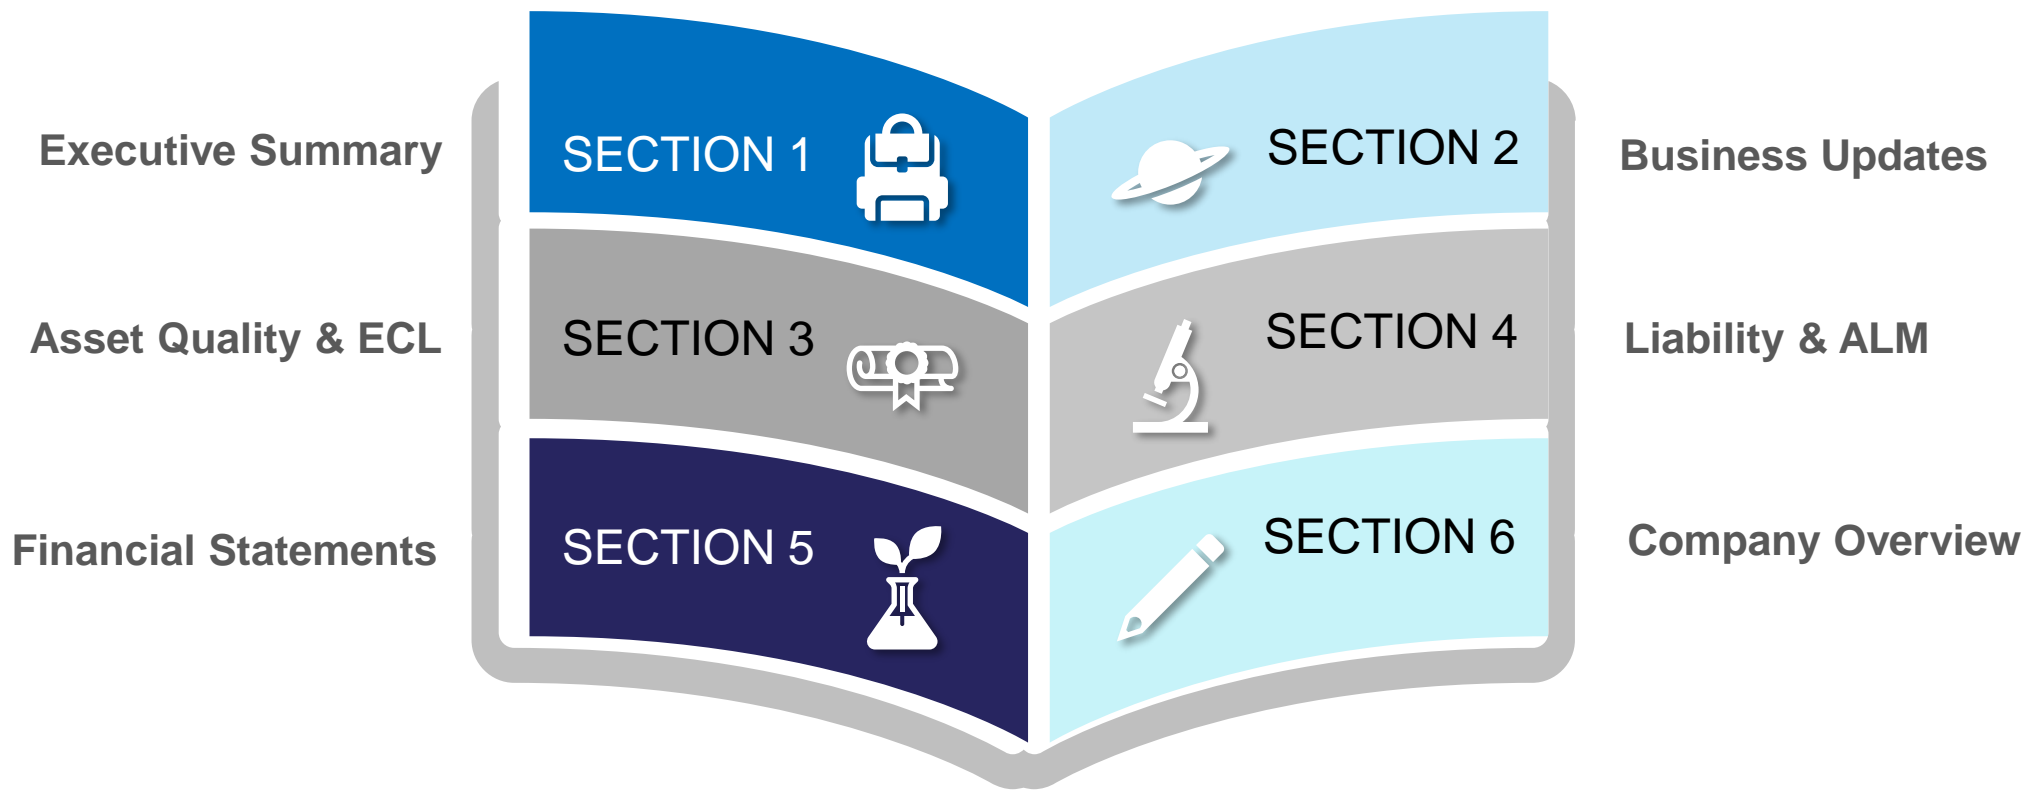 Executive Summary
SECTION 1
SECTION 2
Business Updates
Asset Quality & ECL
SECTION 3
SECTION 4
Liability & ALM
Financial Statements
SECTION 5
SECTION 6
Company Overview